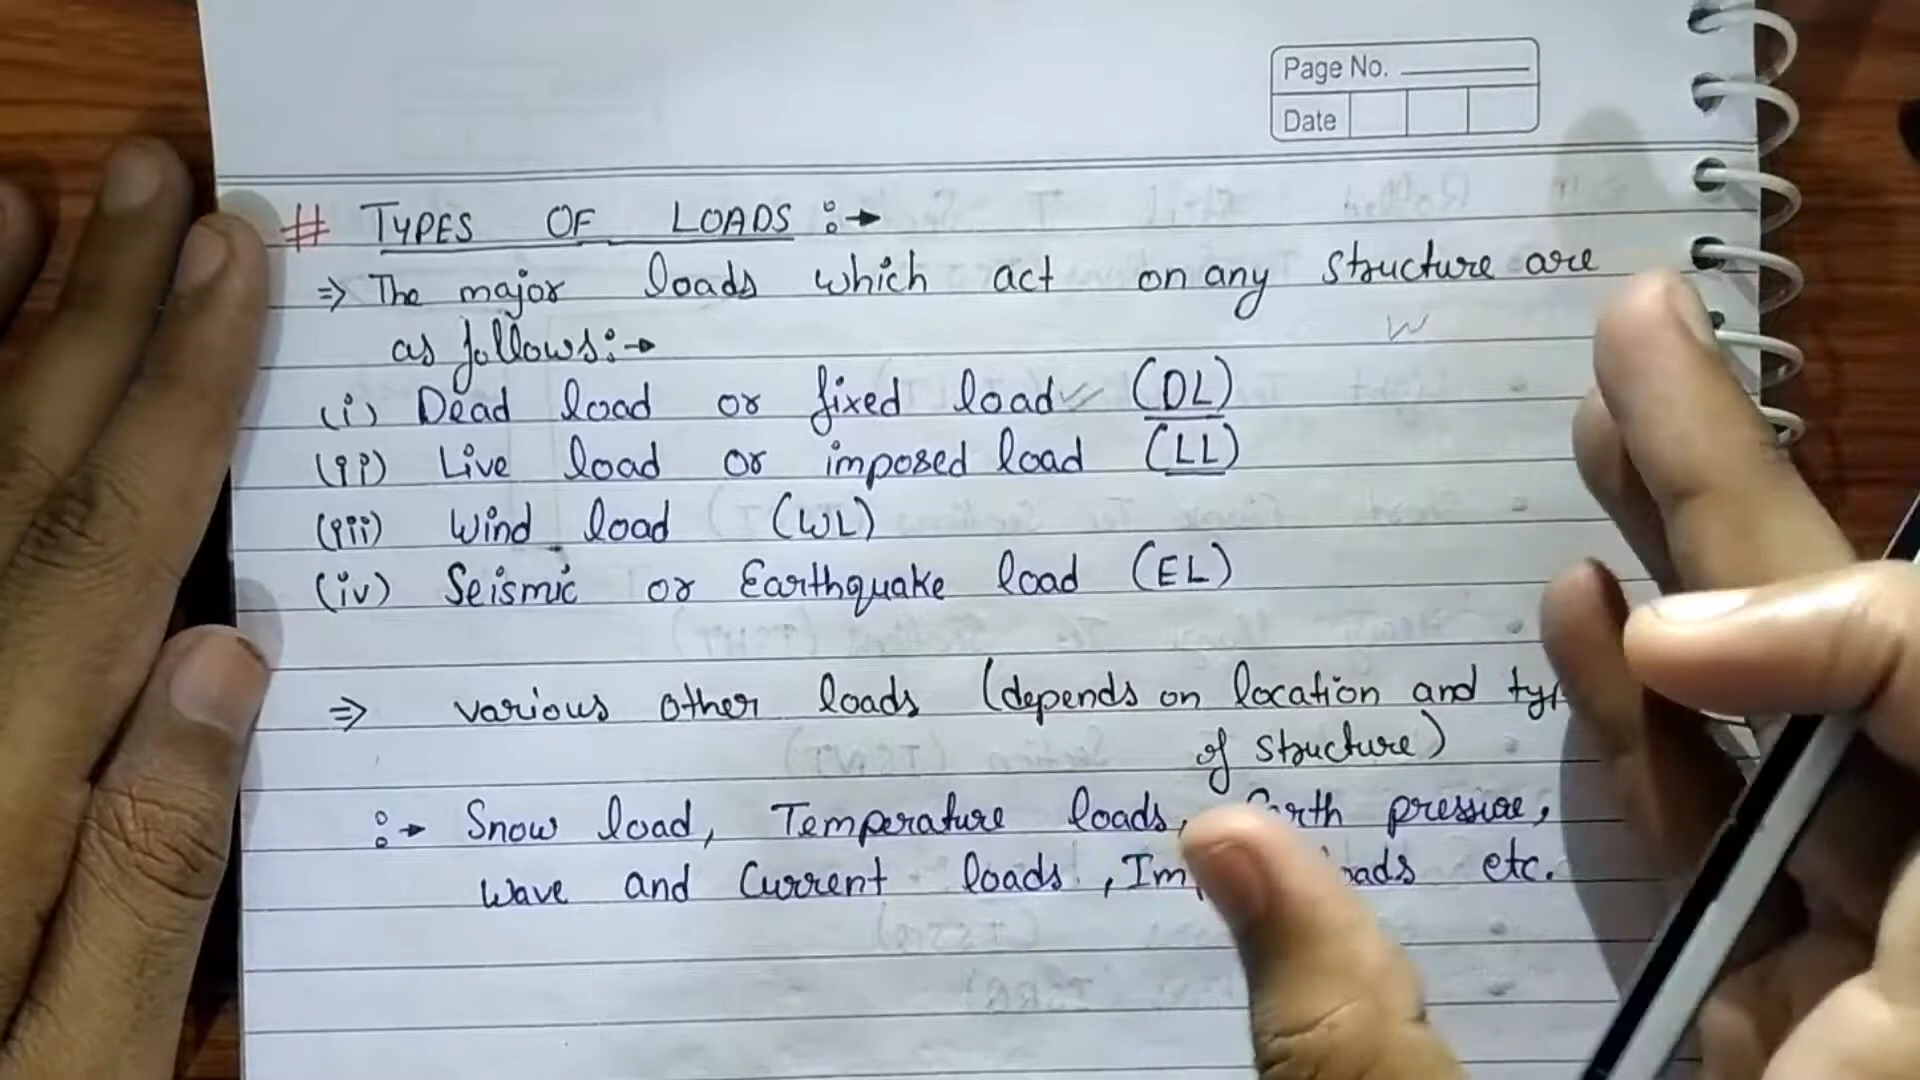 Page No.
Date
# TYPES OF LOADS :→
⇒ The major loads which act on any structure are
as follows:→
(i) Dead load or fixed load (DL)
(ii) Live load or imposed load (LL)
(iii) Wind load (WL)
(iv) Seismic or Earthquake load (EL)
⇒ various other loads (depends on location and
of structure)
:→ Snow load, Temperature loads, pressure,
wave and Current loads, etc.